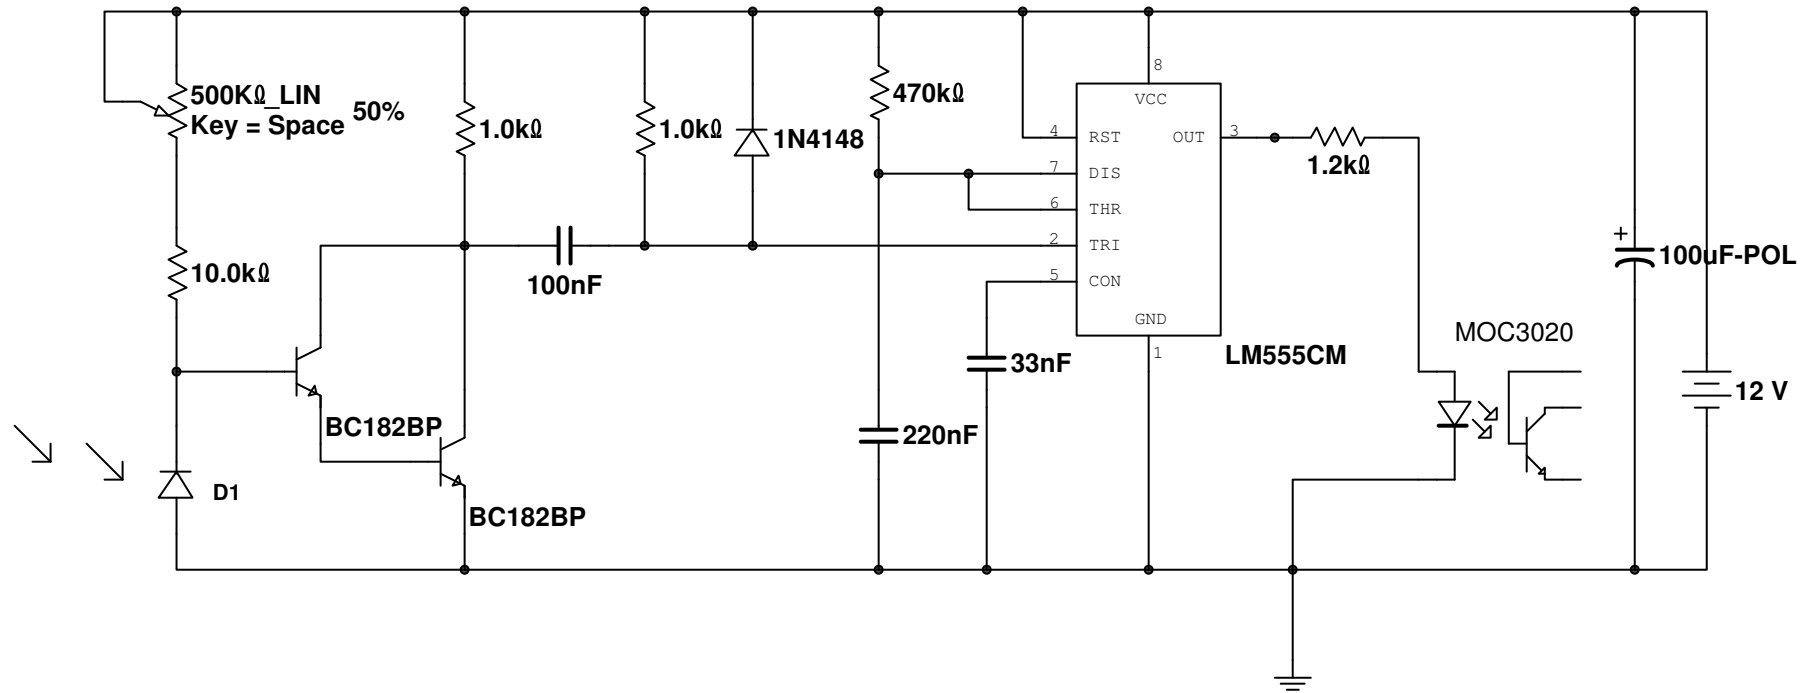 500KΩ_LIN
Key = Space
50%
10.0kΩ
1.0kΩ
1.0kΩ
1N4148
100nF
BC182BP
BC182BP
D1
470kΩ
220nF
33nF
8
VCC
4 RST
OUT 3
7 DIS
6 THR
2 TRI
5 CON
GND
1
LM555CM
1.2kΩ
MOC3020
+
100uF-POL
12 V